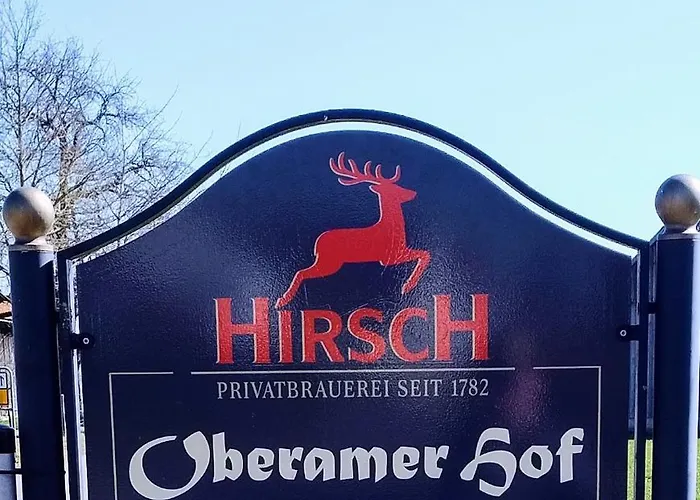 HIRSCH
PRIVATBRAUEREI SEIT 1782
Oberamer Hof